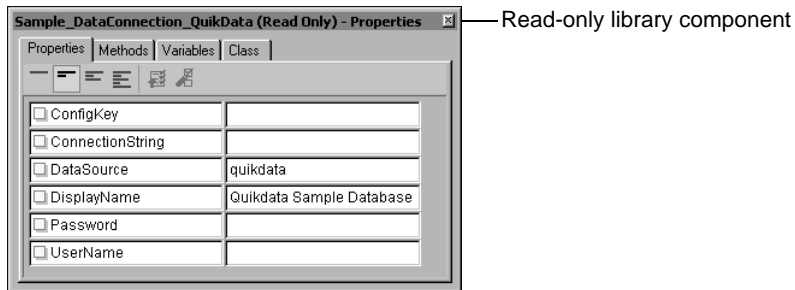 Sample_DataConnection_QuikData (Read Only) - Properties
Read-only library component
Properties Methods Variables Class
ConfigKey
ConnectionString
DataSource quikdata
DisplayName Quikdata Sample Database
Password
UserName